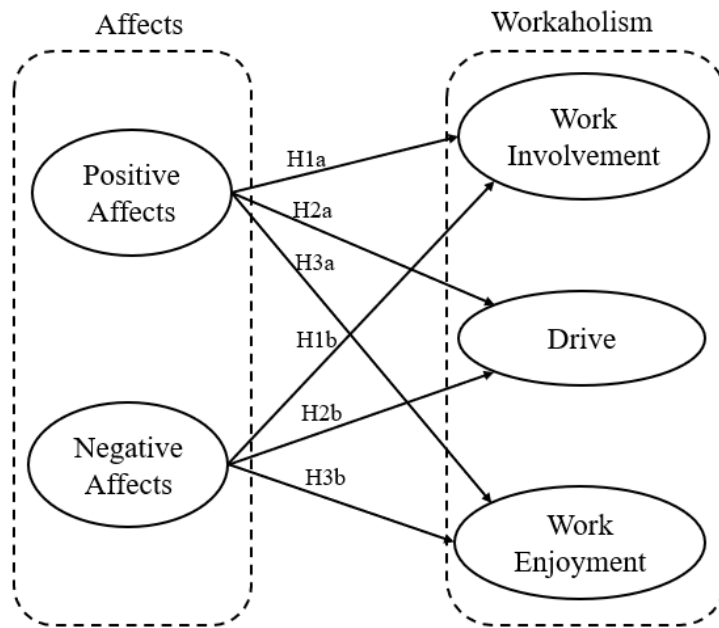 Affects
Workaholism
Positive
Affects
Work
Involvement
H1a
H2a
H3a
H1b
Drive
H2b
Negative
Affects
H3b
Work
Enjoyment